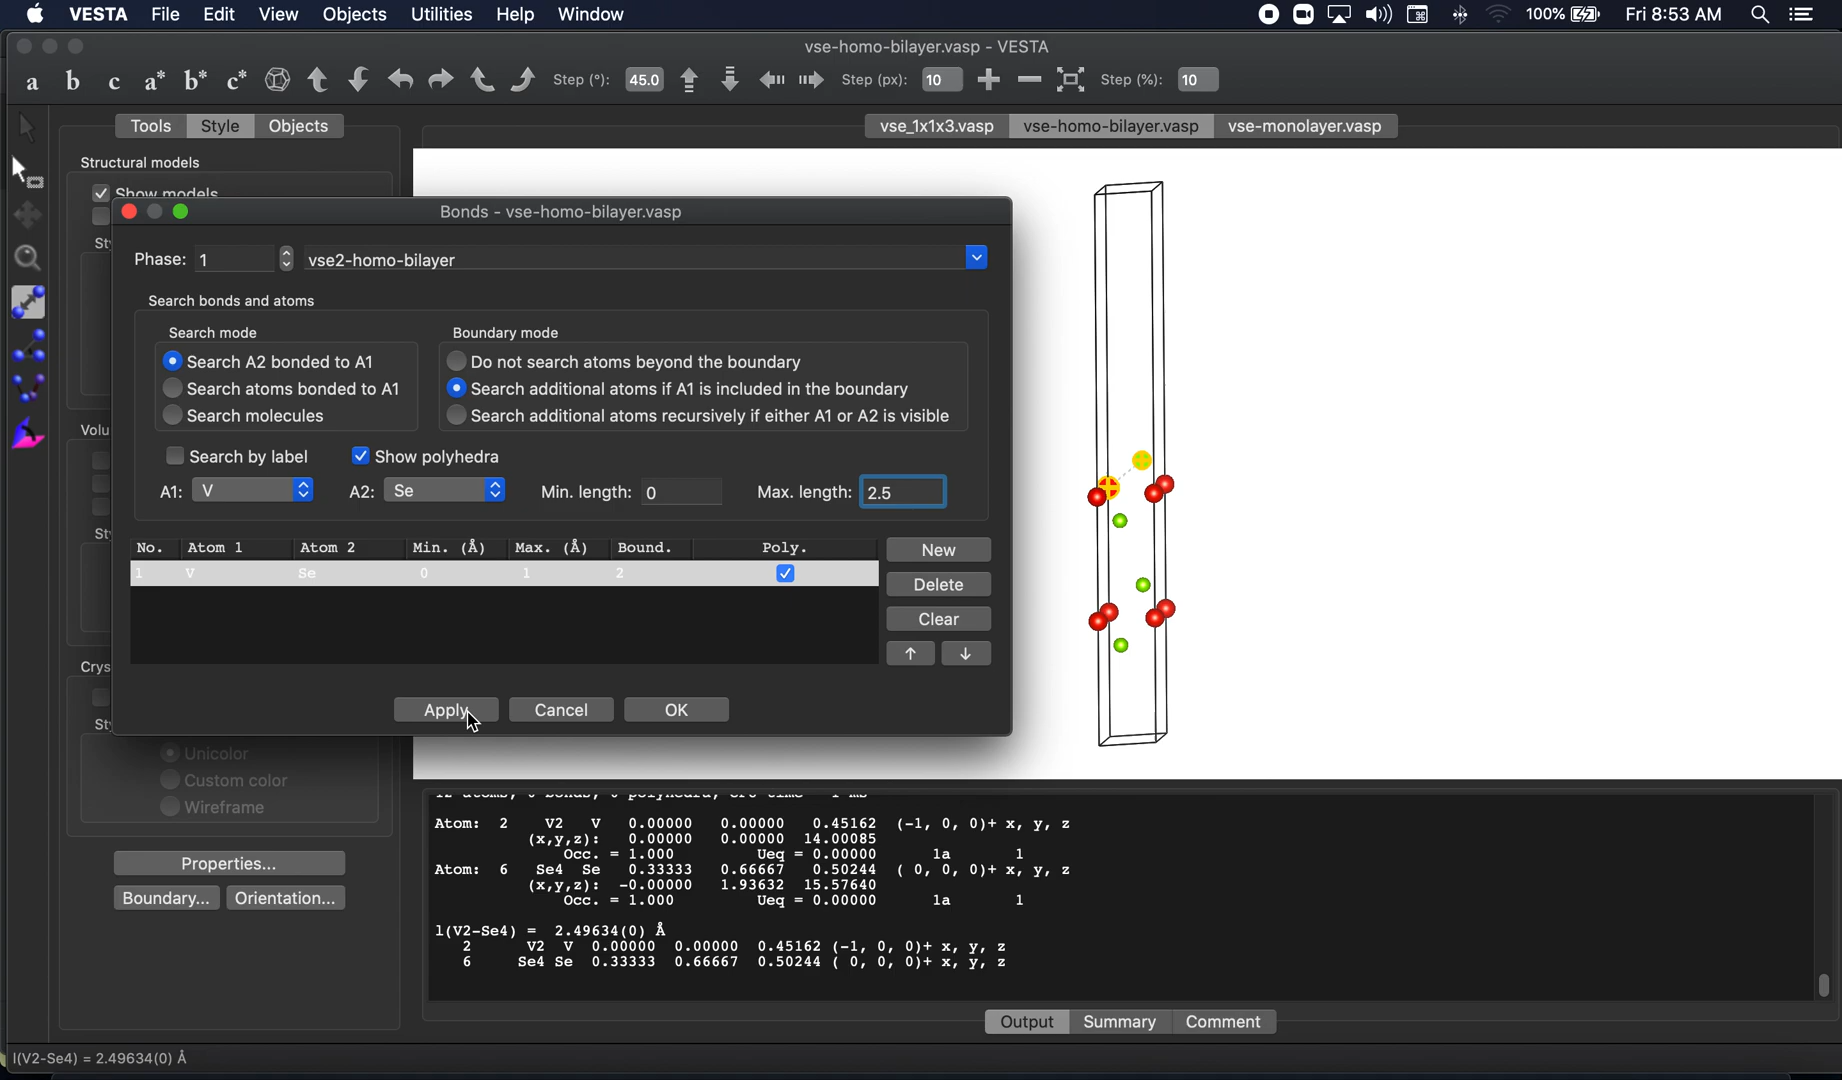 VESTA File Edit View Objects Utilities Help Window 100% Fri 8:53 AM
vse-homo-bilayer.vasp - VESTA
a b c a* b* c* Step (°): 45.0 Step (px): 10 Step (%): 10
Tools Style Objects
vse_1x1x3.vasp vse-homo-bilayer.vasp vse-monolayer.vasp
Structural models
Show models
Bonds - vse-homo-bilayer.vasp
Phase: 1 vse2-homo-bilayer
Search bonds and atoms
Search mode
Search A2 bonded to A1
Search atoms bonded to A1
Search molecules
Boundary mode
Do not search atoms beyond the boundary
Search additional atoms if A1 is included in the boundary
Search additional atoms recursively if either A1 or A2 is visible
Search by label Show polyhedra
A1: V A2: Se Min. length: 0 Max. length: 2.5
No. Atom 1 Atom 2 Min. (Å) Max. (Å) Bound. Poly.
1 V Se 0 1 2
New
Delete
Clear
↑ ↓
Apply Cancel OK
Unicolor
Custom color
Wireframe
Properties...
Boundary... Orientation...
Atom: 2 V2 V 0.00000 0.00000 0.45162 (-1, 0, 0)+ x, y, z
(x,y,z): 0.00000 0.00000 14.00085
Occ. = 1.000 Ueq = 0.00000 1a 1
Atom: 6 Se4 Se 0.33333 0.66667 0.50244 ( 0, 0, 0)+ x, y, z
(x,y,z): -0.00000 1.93632 15.57640
Occ. = 1.000 Ueq = 0.00000 1a 1
l(V2-Se4) = 2.49634(0) Å
2 V2 V 0.00000 0.00000 0.45162 (-1, 0, 0)+ x, y, z
6 Se4 Se 0.33333 0.66667 0.50244 ( 0, 0, 0)+ x, y, z
Output Summary Comment
l(V2-Se4) = 2.49634(0) Å